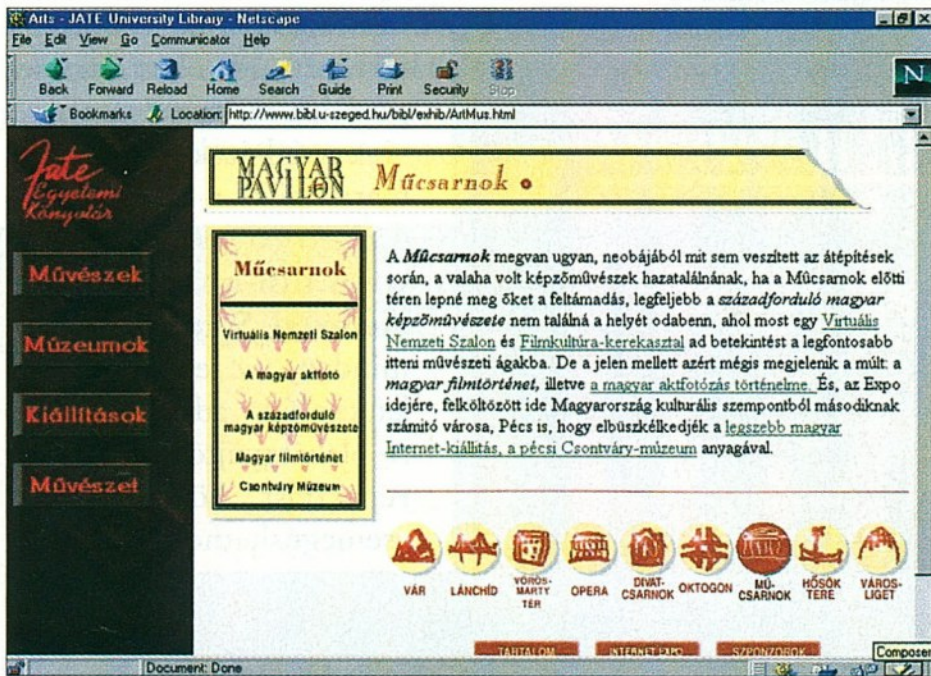 Arts - JATE University Library - Netscape
File Edit View Go Communicator Help
Back Forward Reload Home Search Guide Print Security Stop
N
Bookmarks Location: http://www.bibl.u-szeged.hu/bibl/exhib/ArtMus.html
Jate
Egyetemi
Könyvtár
Művészek
Múzeumok
Kiállítások
Művészet
MAGYAR
PAVILON
Műcsarnok
Műcsarnok
Virtuális Nemzeti Szalon
A magyar aktfotó
A századforduló
magyar képzőművészete
Magyar filmtörténet
Csontváry Múzeum
A Műcsarnok megvan ugyan, neobájából mit sem veszített az átépítések
során, a valaha volt képzőművészek hazatalálnának, ha a Műcsarnok előtti
téren lepné meg őket a feltámadás, legfeljebb a századforduló magyar
képzőművészete nem találná a helyét odabenn, ahol most egy Virtuális
Nemzeti Szalon és Filmkultúra-kerekasztal ad betekintést a legfontosabb
itteni művészeti ágakba. De a jelen mellett azért mégis megjelenik a múlt: a
magyar filmtörténet, illetve a magyar aktfotózás történelme. És, az Expo
idejére, felköltözött ide Magyarország kulturális szempontból másodiknak
számító városa, Pécs is, hogy elbüszkélkedjék a legszebb magyar
Internet-kiállítás, a pécsi Csontváry-múzeum anyagával.
VÁR
LÁNCHÍD
VÖRÖS-
MARTY
TÉR
OPERA
DIVAT-
CSARNOK
OKTOGON
MŰ-
CSARNOK
HŐSÖK
TERE
VÁROS-
LIGET
TARTALOM INTERNET EXPO SZPONZOROK
Composer
Document: Done